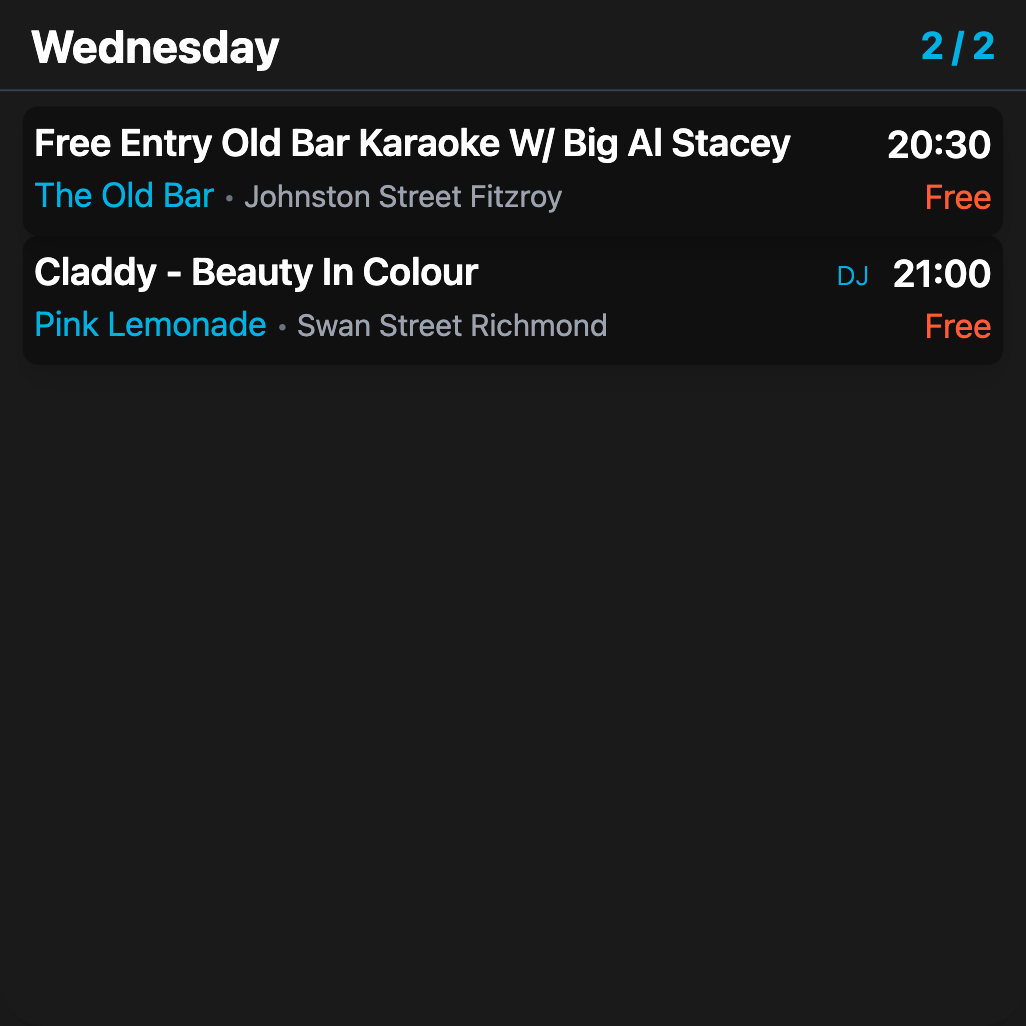 Wednesday 2 / 2
Free Entry Old Bar Karaoke W/ Big Al Stacey 20:30
The Old Bar • Johnston Street Fitzroy Free
Claddy - Beauty In Colour DJ 21:00
Pink Lemonade • Swan Street Richmond Free